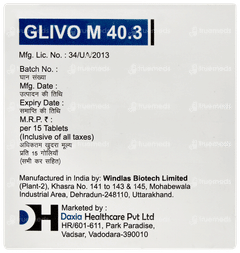 GLIVO M 40.3
Mfg. Lic. No. : 34/UA/2013
Batch No. :
घान संख्या
Mfg. Date :
उत्पादन की तिथि
Expiry Date :
समाप्ति की तिथि
M.R.P. ₹ :
per 15 Tablets
(Inclusive of all taxes)
अधिकतम खुदरा मूल्य
प्रति 15 गोलियाँ
(सभी कर सहित)
Manufactured in India by: Windlas Biotech Limited
(Plant-2), Khasra No. 141 to 143 & 145, Mohabewala
Industrial Area, Dehradun-248110, Uttarakhand.
Marketed by :
DH Daxia Healthcare Pvt Ltd
HR/601-611, Park Paradise,
Vadsar, Vadodara-390010